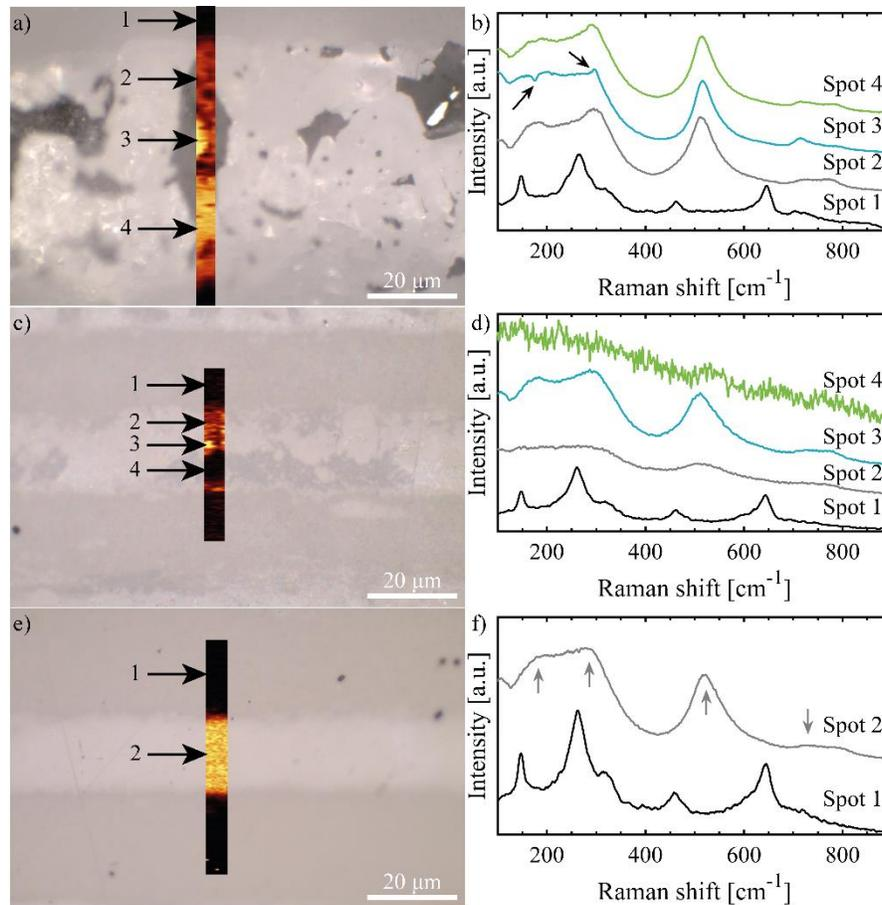 a)
1
2
3
4
20 μm
b)
Intensity [a.u.]
Spot 4
Spot 3
Spot 2
Spot 1
200
400
600
800
Raman shift [cm-1]
c)
1
2
3
4
20 μm
d)
Intensity [a.u.]
Spot 4
Spot 3
Spot 2
Spot 1
200
400
600
800
Raman shift [cm-1]
e)
1
2
20 μm
f)
Intensity [a.u.]
Spot 2
Spot 1
200
400
600
800
Raman shift [cm-1]